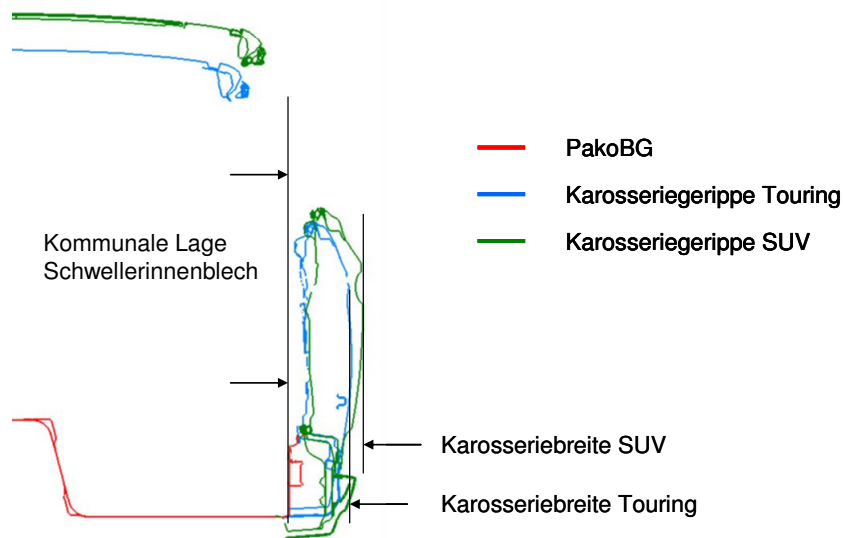 PakoBG
Karosseriegerippe Touring
Karosseriegerippe SUV
Kommunale Lage
Schwellerinnenblech
Karosseriebreite SUV
Karosseriebreite Touring